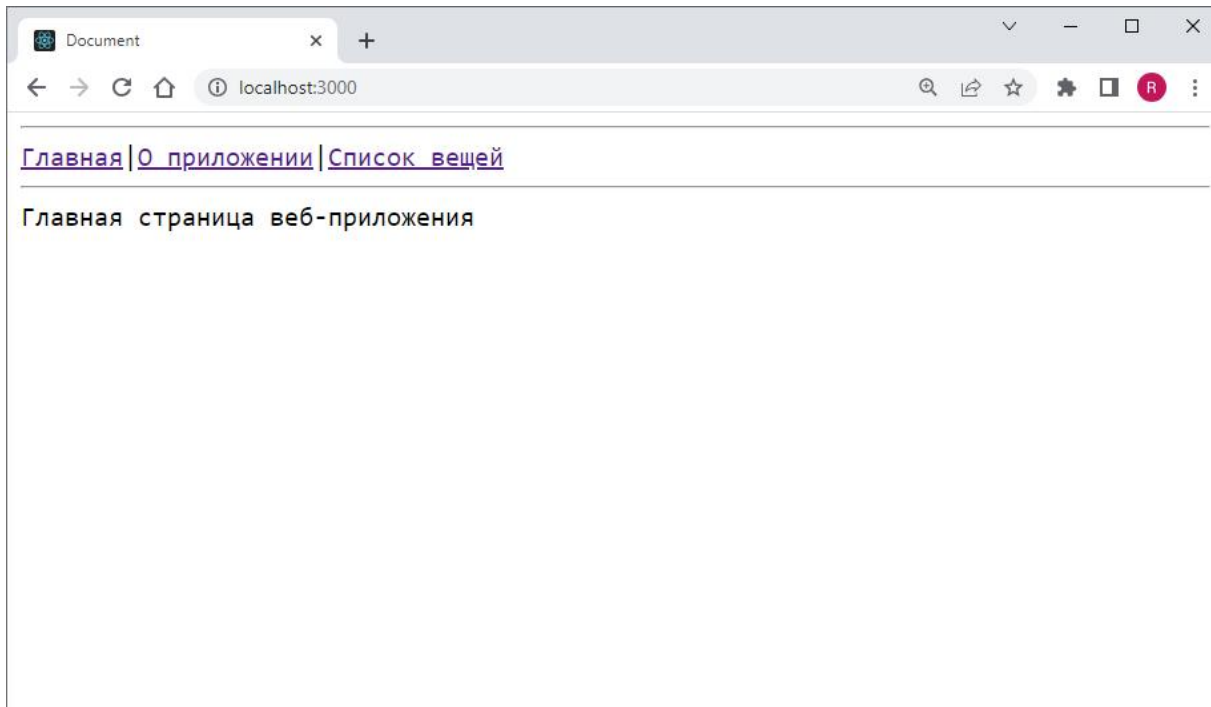 Document
localhost:3000
R
Главная|О приложении|Список вещей
Главная страница веб-приложения